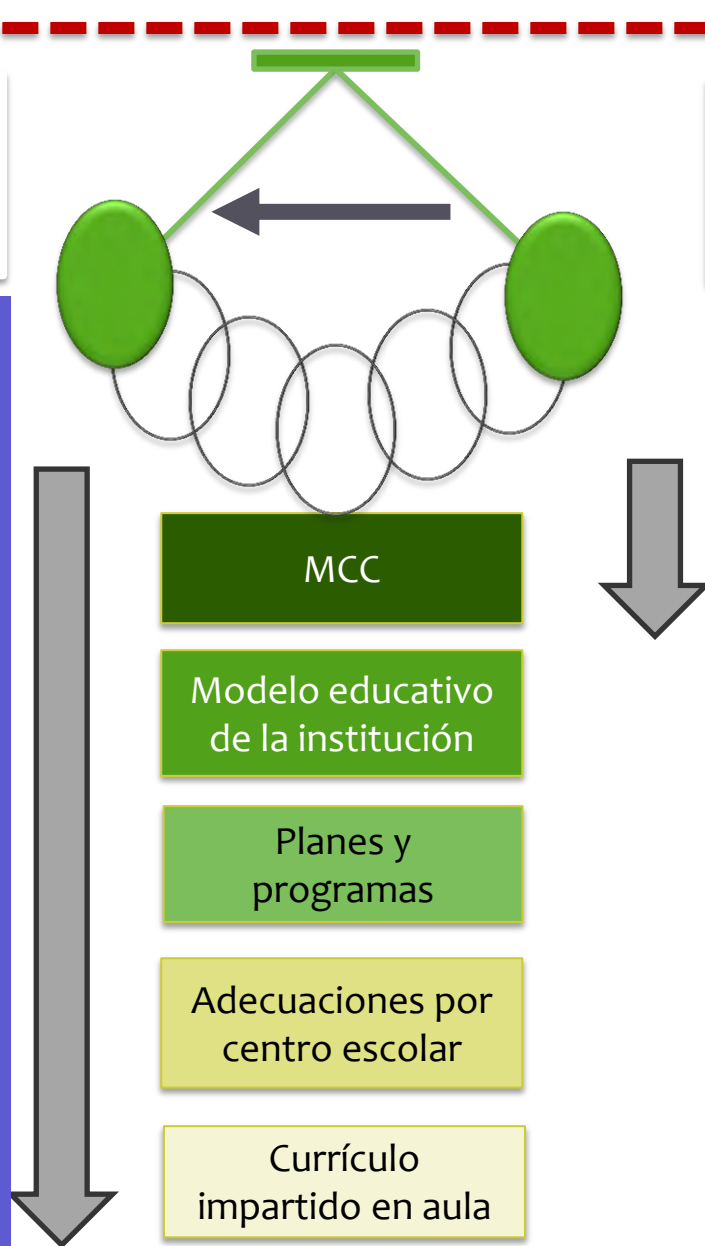 MCC
Modelo educativo
de la institución
Planes y
programas
Adecuaciones por
centro escolar
Currículo
impartido en aula